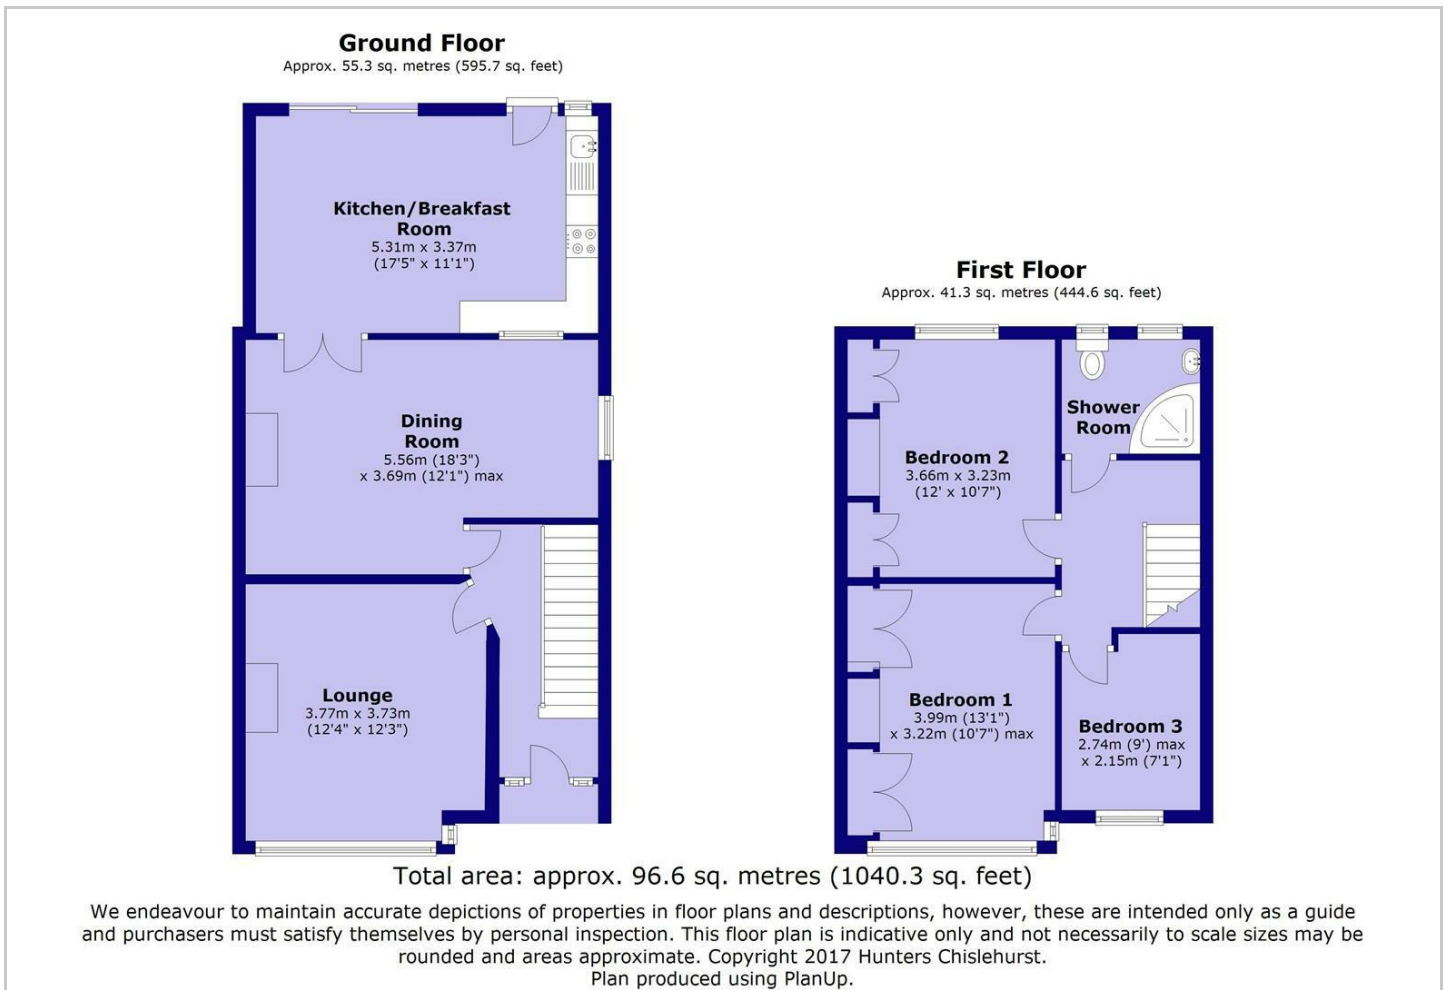 Ground Floor
Approx. 55.3 sq. metres (595.7 sq. feet)
Kitchen/Breakfast
Room
5.31m x 3.37m
(17'5" x 11'1")
Dining
Room
5.56m (18'3")
x 3.69m (12'1") max
Lounge
3.77m x 3.73m
(12'4" x 12'3")
First Floor
Approx. 41.3 sq. metres (444.6 sq. feet)
Shower
Room
Bedroom 2
3.66m x 3.23m
(12' x 10'7")
Bedroom 1
3.99m (13'1")
x 3.22m (10'7") max
Bedroom 3
2.74m (9') max
x 2.15m (7'1")
Total area: approx. 96.6 sq. metres (1040.3 sq. feet)
We endeavour to maintain accurate depictions of properties in floor plans and descriptions, however, these are intended only as a guide
and purchasers must satisfy themselves by personal inspection. This floor plan is indicative only and not necessarily to scale sizes may be
rounded and areas approximate. Copyright 2017 Hunters Chislehurst.
Plan produced using PlanUp.